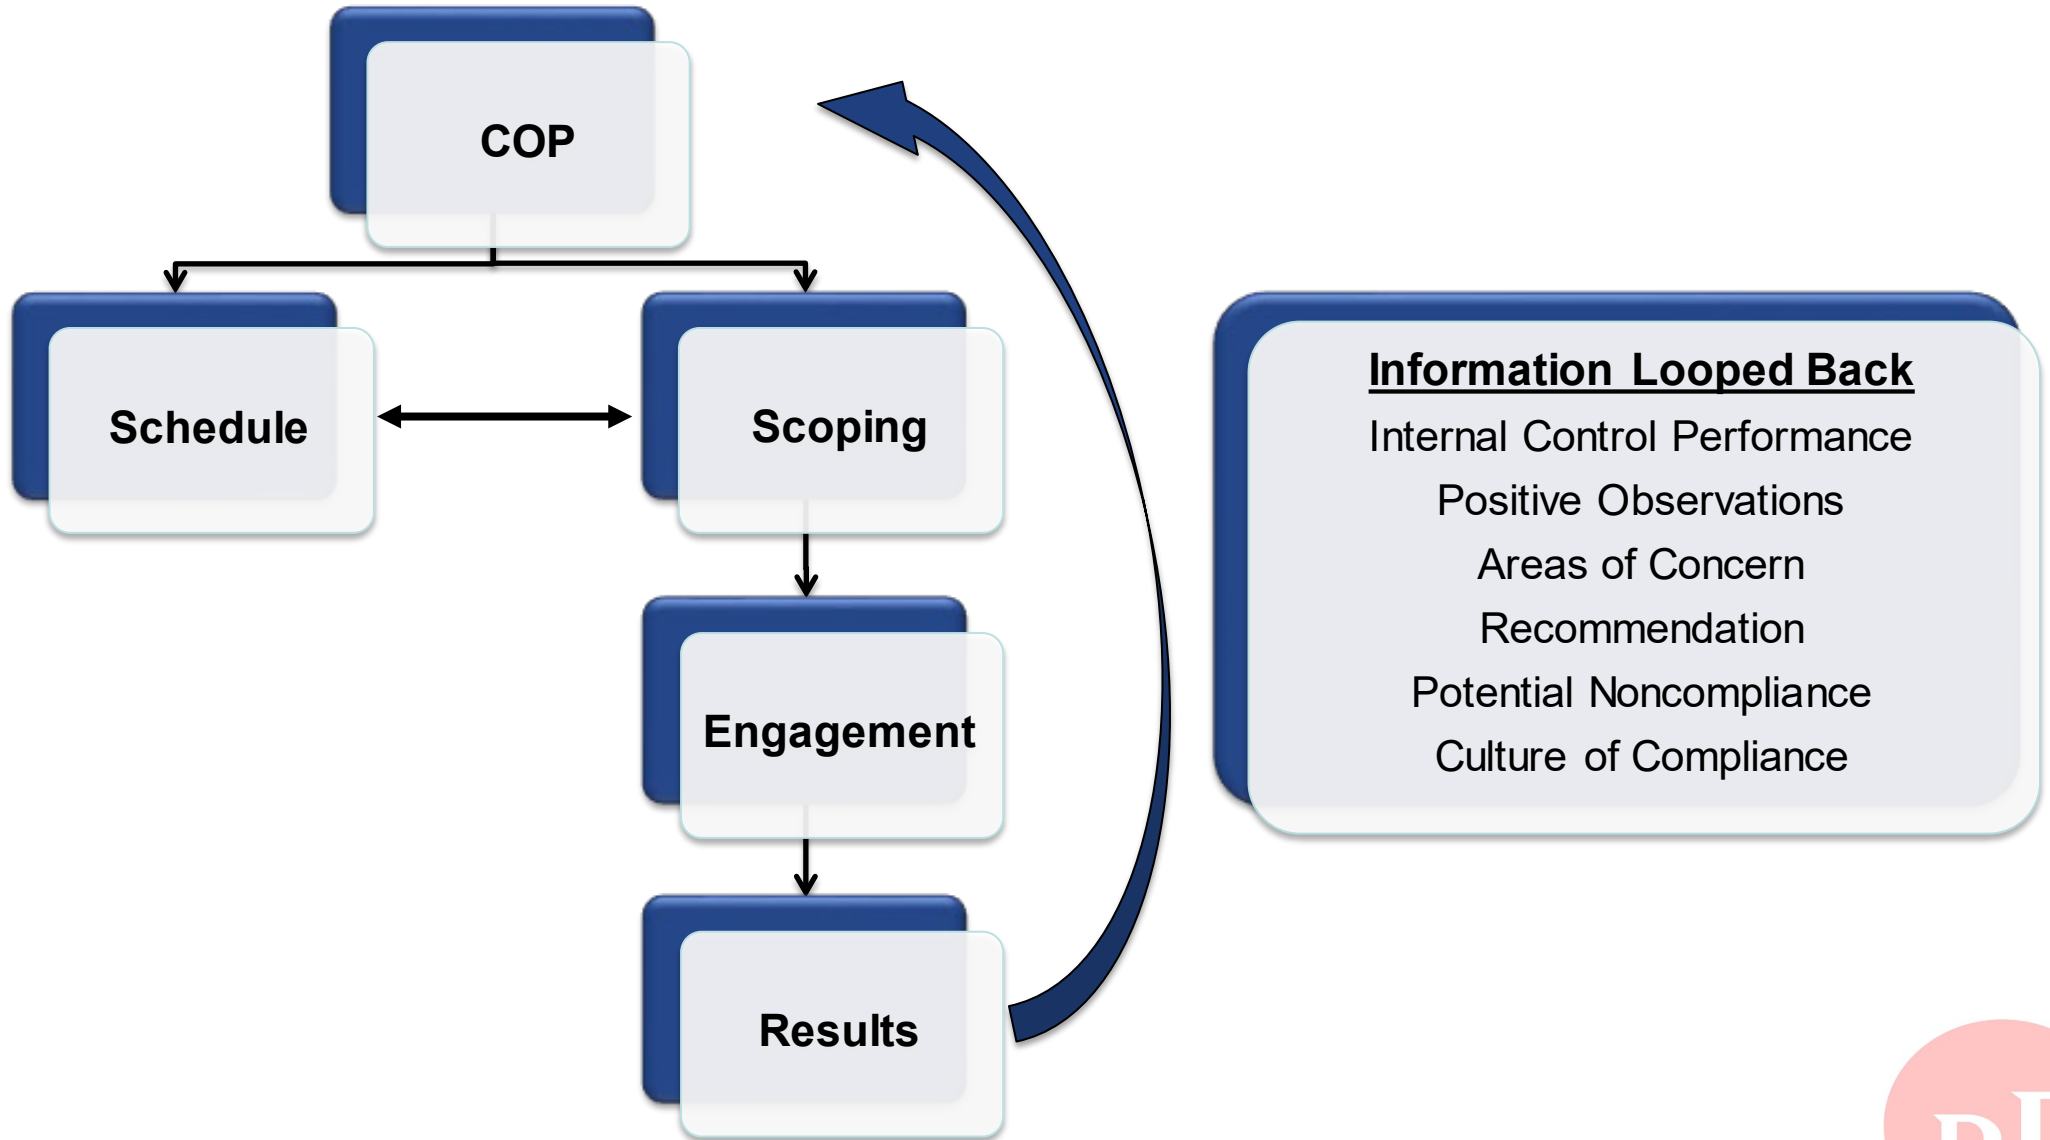 COP
Schedule
Scoping
Engagement
Results
Information Looped Back
Internal Control Performance
Positive Observations
Areas of Concern
Recommendation
Potential Noncompliance
Culture of Compliance